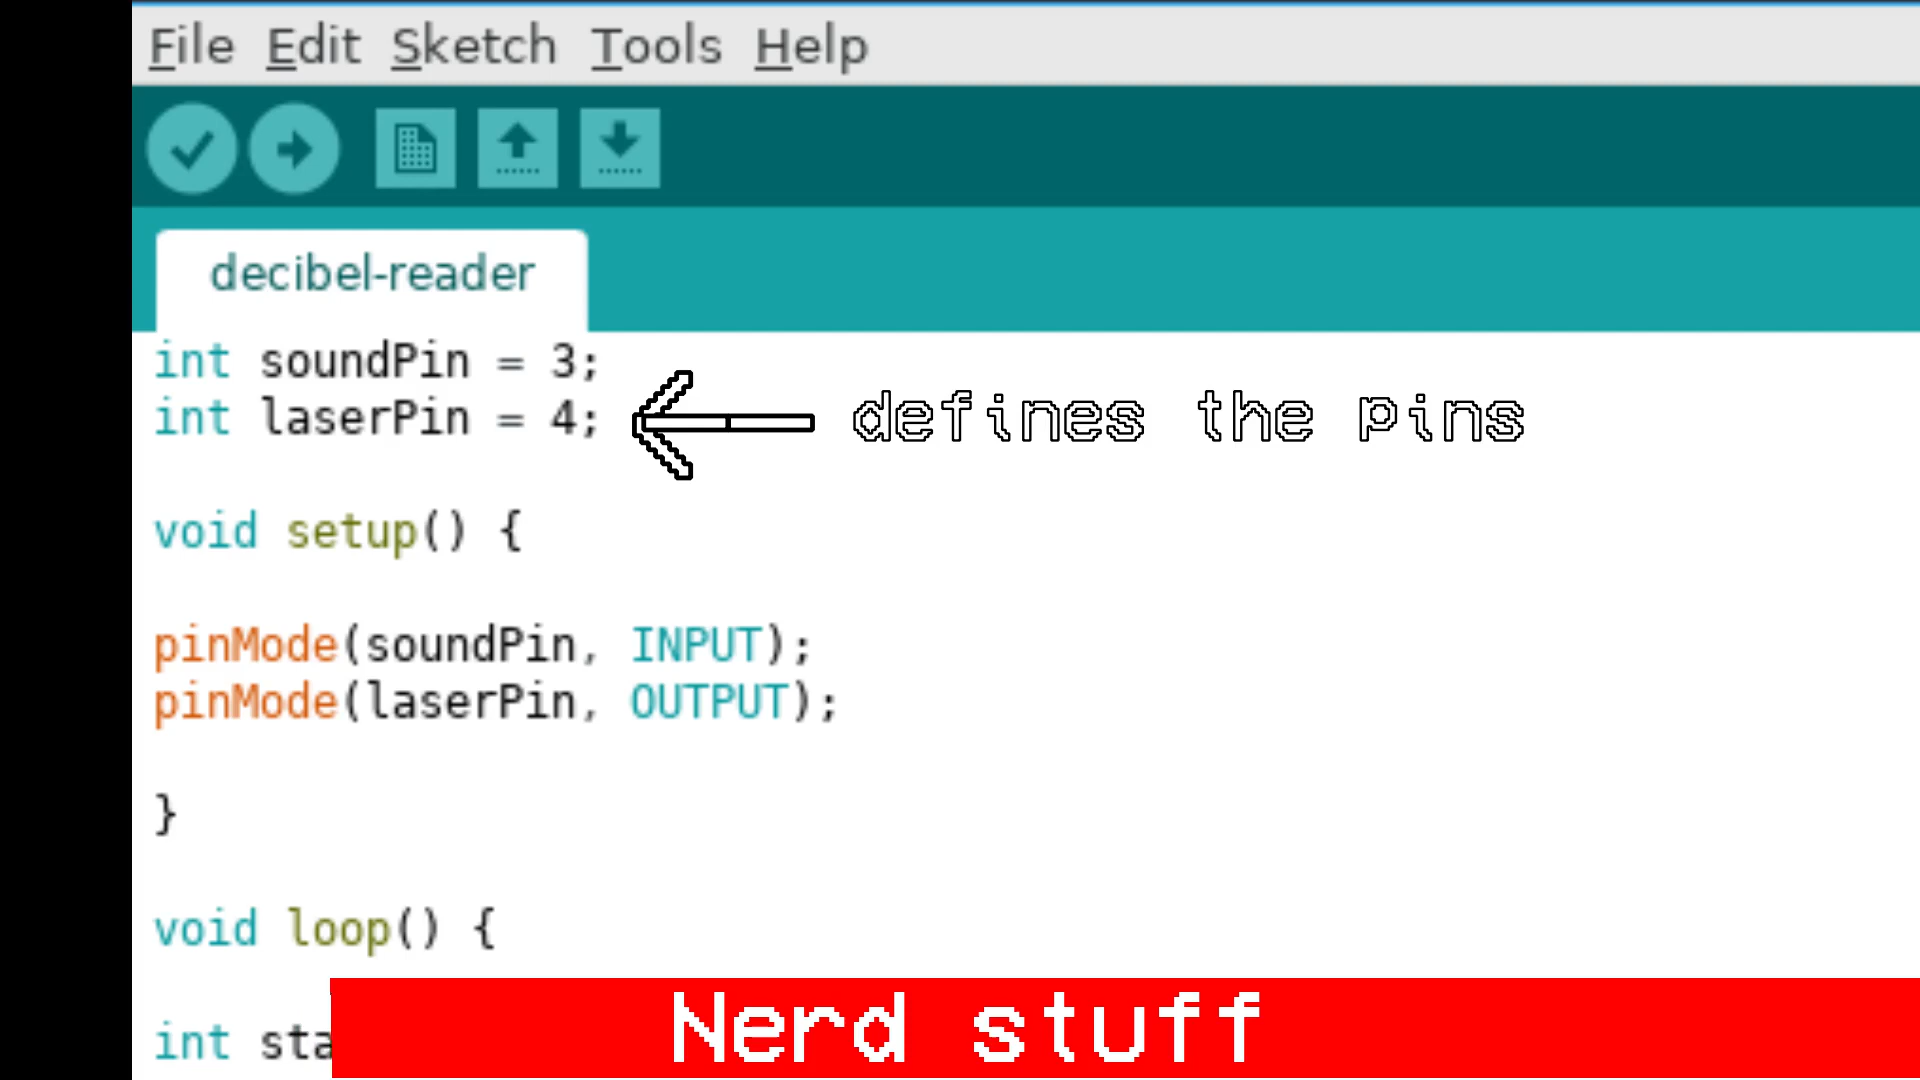 File Edit Sketch Tools Help
decibel-reader
int soundPin = 3;
int laserPin = 4;
defines the pins
void setup() {
pinMode(soundPin, INPUT);
pinMode(laserPin, OUTPUT);
}
void loop() {
int sta
Nerd stuff